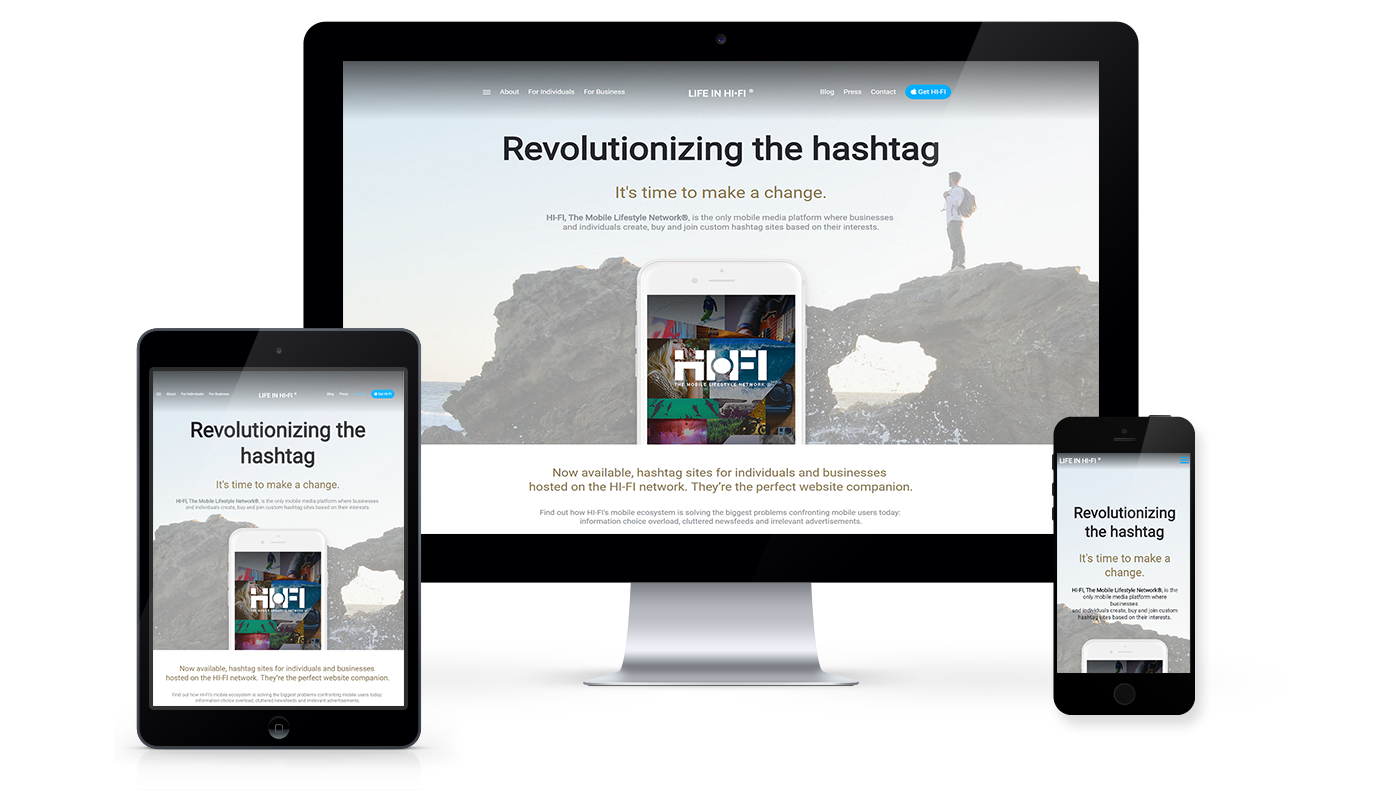 About For Individuals For Business LIFE IN HI•FI ® Blog Press Contact Get HI-FI
Revolutionizing the hashtag
It's time to make a change.
HI-FI, The Mobile Lifestyle Network®, is the only mobile media platform where businesses
and individuals create, buy and join custom hashtag sites based on their interests.
HI•FI
THE MOBILE LIFESTYLE NETWORK ®
Now available, hashtag sites for individuals and businesses
hosted on the HI-FI network. They’re the perfect website companion.
Find out how HI-FI's mobile ecosystem is solving the biggest problems confronting mobile users today:
information choice overload, cluttered newsfeeds and irrelevant advertisements.
About For Individuals For Business LIFE IN HI•FI ® Blog Press Get HI-FI
Revolutionizing the
hashtag
It's time to make a change.
HI-FI, The Mobile Lifestyle Network®, is the only mobile media platform where businesses
and individuals create, buy and join custom hashtag sites based on their interests.
HI•FI
THE MOBILE LIFESTYLE NETWORK ®
Now available, hashtag sites for individuals and businesses
hosted on the HI-FI network. They’re the perfect website companion.
Find out how HI-FI's mobile ecosystem is solving the biggest problems confronting mobile users today:
information choice overload, cluttered newsfeeds and irrelevant advertisements.
LIFE IN HI•FI ®
Revolutionizing
the hashtag
It's time to make a
change.
HI-FI, The Mobile Lifestyle Network®, is the
only mobile media platform where
businesses
and individuals create, buy and join custom
hashtag sites based on their interests.